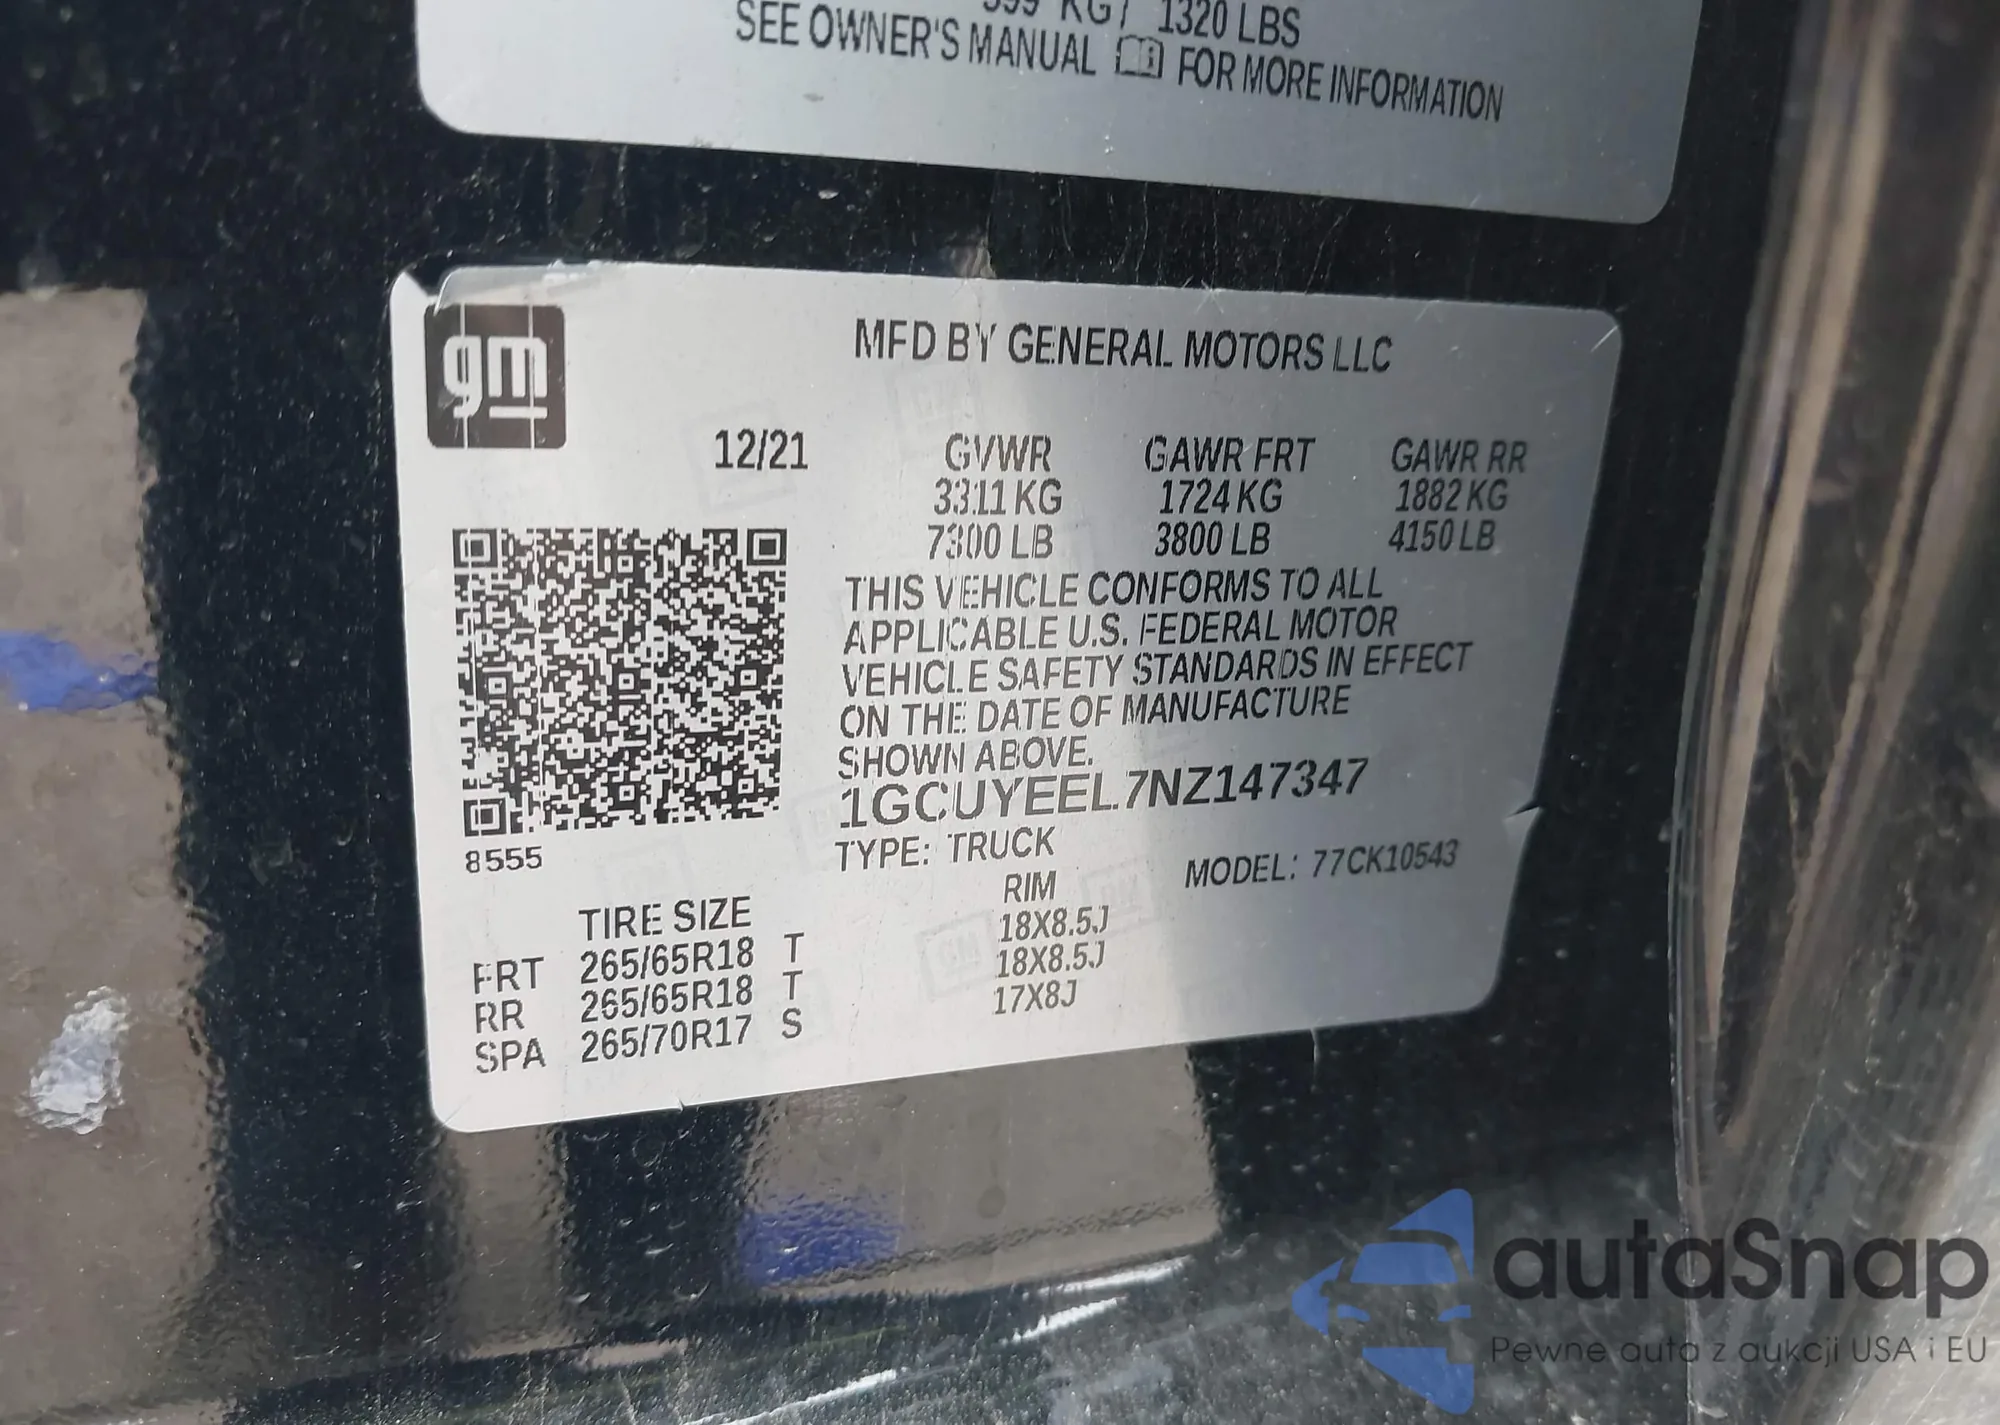 599 KG / 1320 LBS
SEE OWNER'S MANUAL FOR MORE INFORMATION
gm
MFD BY GENERAL MOTORS LLC
12/21 GVWR GAWR FRT GAWR RR
3311 KG 1724 KG 1882 KG
7300 LB 3800 LB 4150 LB
THIS VEHICLE CONFORMS TO ALL
APPLICABLE U.S. FEDERAL MOTOR
VEHICLE SAFETY STANDARDS IN EFFECT
ON THE DATE OF MANUFACTURE
SHOWN ABOVE.
1GCUYEEL7NZ147347
8555
TYPE: TRUCK MODEL: 77CK10543
TIRE SIZE RIM
FRT 265/65R18 T 18X8.5J
RR 265/65R18 T 18X8.5J
SPA 265/70R17 S 17X8J
autaSnap
Pewne auta z aukcji USA i EU